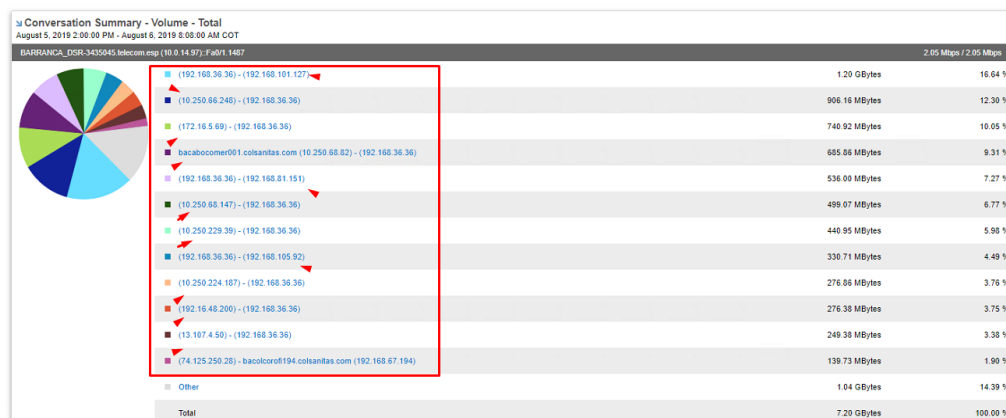 Conversation Summary - Volume - Total
August 5, 2019 2:00:00 PM - August 6, 2019 8:08:00 AM COT
BARRANCA_DSR-3435045.telecom.esp (10.0.14.97)::Fa0/1.1487 2.05 Mbps / 2.05 Mbps
(192.168.36.36) - (192.168.101.127) 1.20 GBytes 16.64 %
(10.250.66.248) - (192.168.36.36) 906.16 MBytes 12.30 %
(172.16.5.69) - (192.168.36.36) 740.92 MBytes 10.05 %
bacabocomer001.colsanitas.com (10.250.68.82) - (192.168.36.36) 685.86 MBytes 9.31 %
(192.168.36.36) - (192.168.81.151) 536.00 MBytes 7.27 %
(10.250.68.147) - (192.168.36.36) 499.07 MBytes 6.77 %
(10.250.229.39) - (192.168.36.36) 440.95 MBytes 5.98 %
(192.168.36.36) - (192.168.105.92) 330.71 MBytes 4.49 %
(10.250.224.187) - (192.168.36.36) 276.86 MBytes 3.76 %
(192.16.48.200) - (192.168.36.36) 276.38 MBytes 3.75 %
(13.107.4.50) - (192.168.36.36) 249.38 MBytes 3.38 %
(74.125.250.28) - bacolcorofi194.colsanitas.com (192.168.67.194) 139.73 MBytes 1.90 %
Other 1.04 GBytes 14.39 %
Total 7.20 GBytes 100.00 %